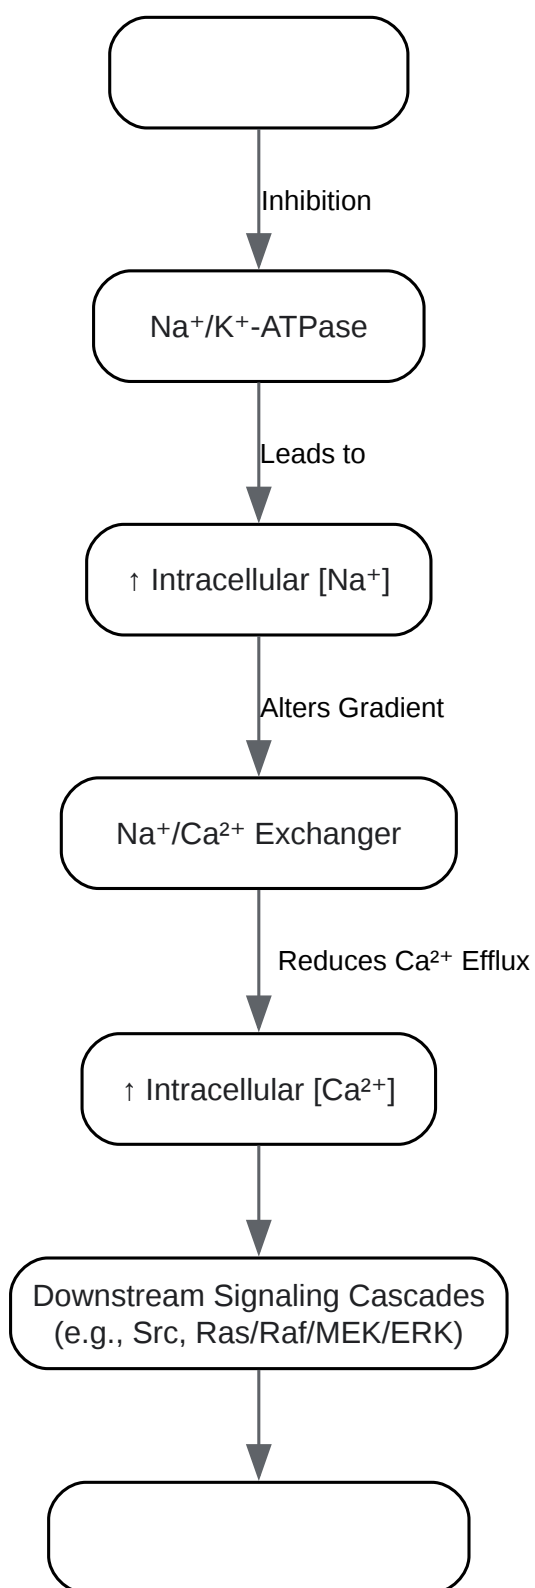 Inhibition
Na⁺/K⁺-ATPase
Leads to
↑ Intracellular [Na⁺]
Alters Gradient
Na⁺/Ca²⁺ Exchanger
Reduces Ca²⁺ Efflux
↑ Intracellular [Ca²⁺]
Downstream Signaling Cascades
(e.g., Src, Ras/Raf/MEK/ERK)